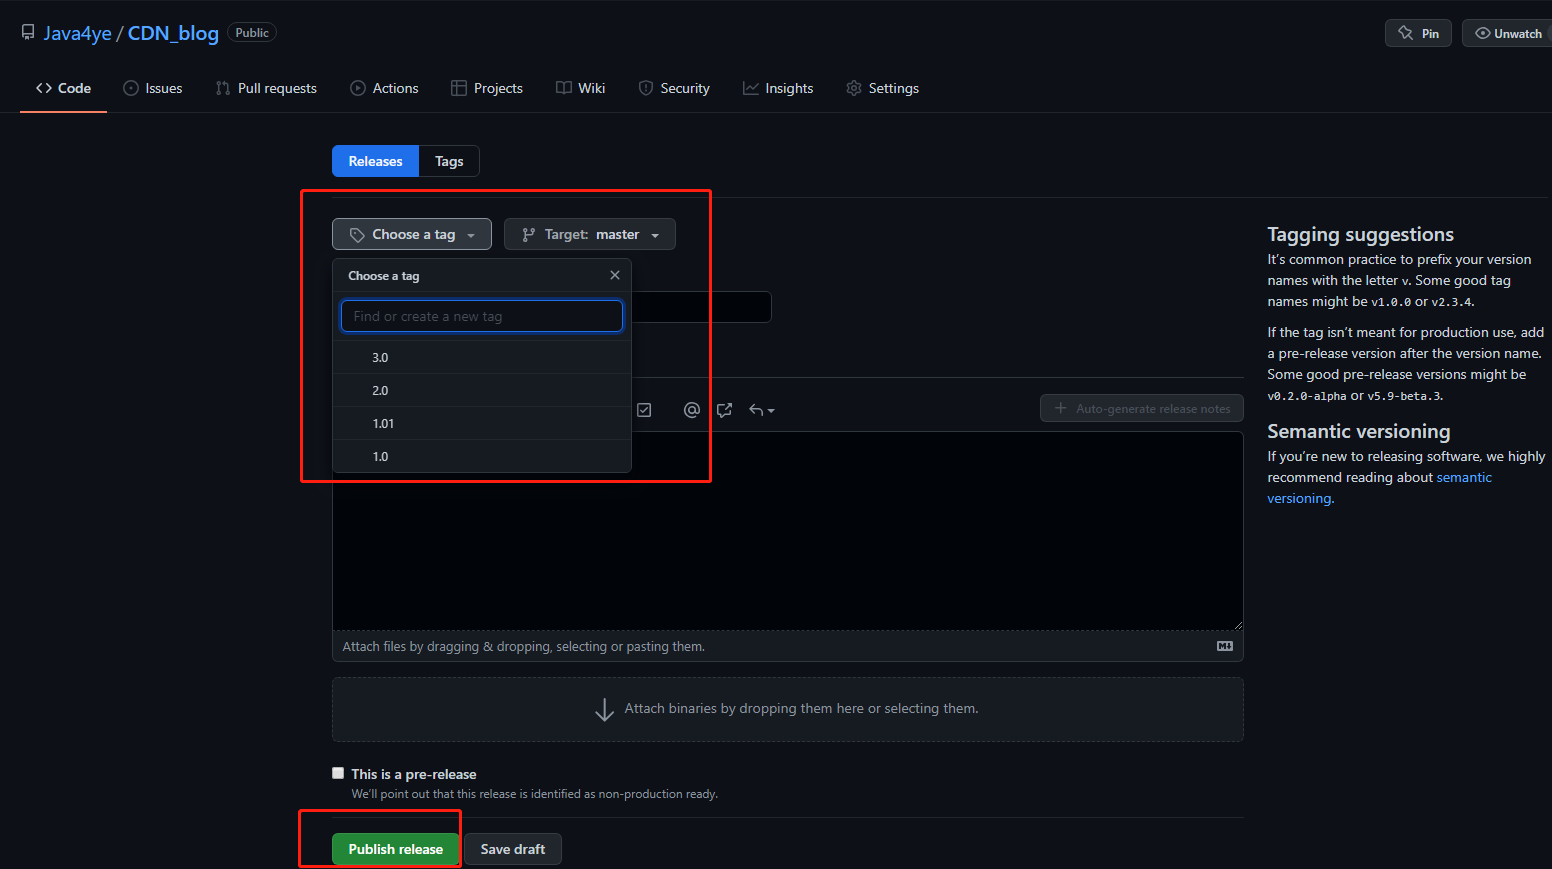 Java4ye / CDN_blog Public
Pin
Unwatch
Code
Issues
Pull requests
Actions
Projects
Wiki
Security
Insights
Settings
Releases
Tags
Choose a tag
Target: master
Choose a tag
Find or create a new tag
3.0
2.0
1.01
1.0
Auto-generate release notes
Attach files by dragging & dropping, selecting or pasting them.
Attach binaries by dropping them here or selecting them.
This is a pre-release
We'll point out that this release is identified as non-production ready.
Publish release
Save draft
Tagging suggestions
It's common practice to prefix your version
names with the letter v. Some good tag
names might be v1.0.0 or v2.3.4.
If the tag isn't meant for production use, add
a pre-release version after the version name.
Some good pre-release versions might be
v0.2.0-alpha or v5.9-beta.3.
Semantic versioning
If you're new to releasing software, we highly
recommend reading about semantic
versioning.